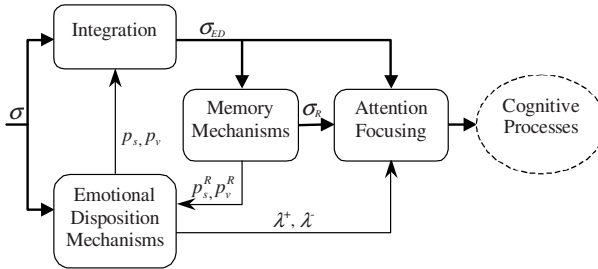 Integration
σ_ED
σ
Memory
Mechanisms
σ_R
Attention
Focusing
Cognitive
Processes
p_s, p_v
p_s^R, p_v^R
Emotional
Disposition
Mechanisms
λ⁺, λ⁻